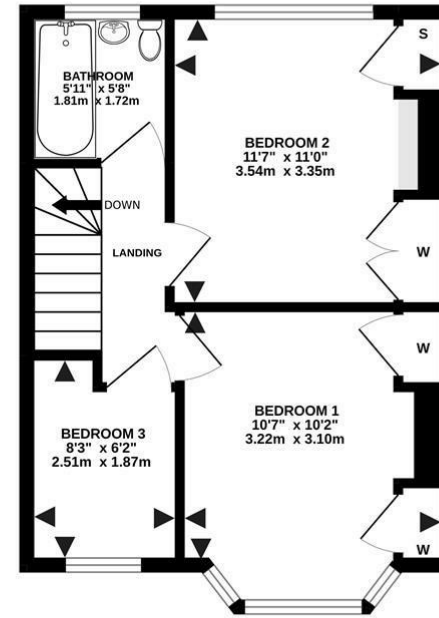 S
BATHROOM
5'11" x 5'8"
1.81m x 1.72m
BEDROOM 2
11'7" x 11'0"
3.54m x 3.35m
DOWN
LANDING
W
W
BEDROOM 1
10'7" x 10'2"
3.22m x 3.10m
BEDROOM 3
8'3" x 6'2"
2.51m x 1.87m
W